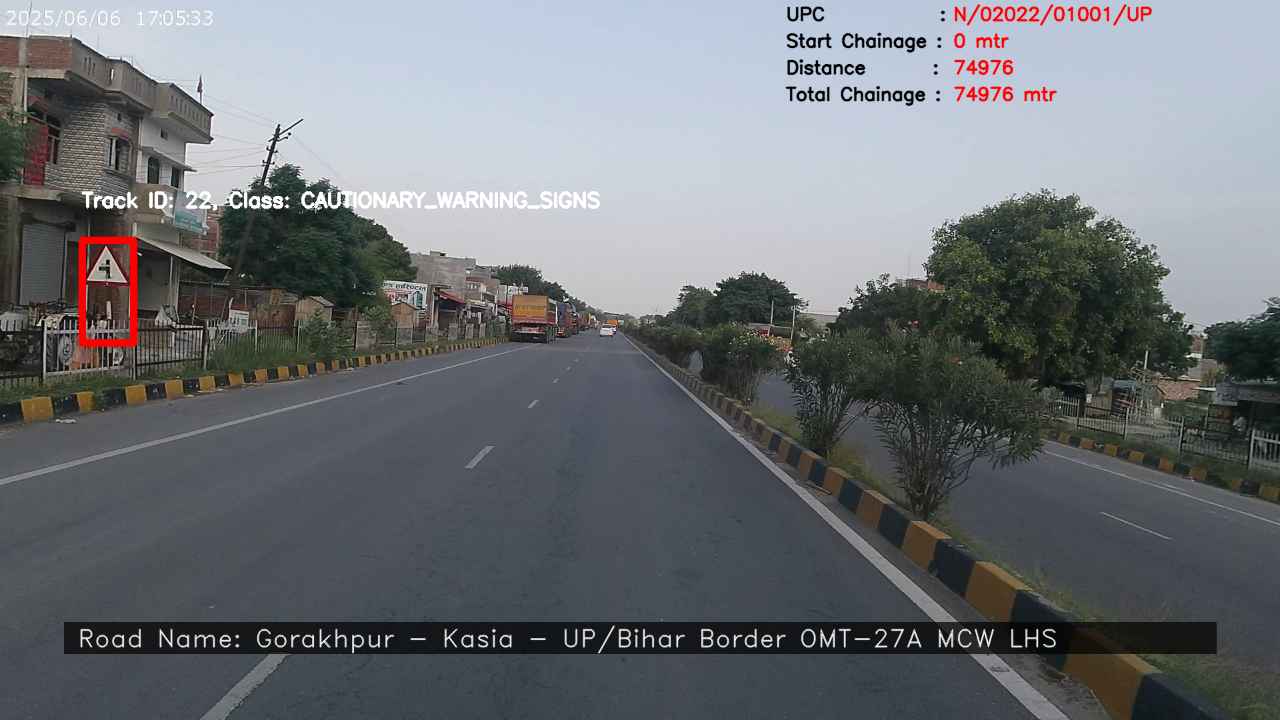 2025/06/06 17:05:33
UPC : N/02022/01001/UP
Start Chainage : 0 mtr
Distance : 74976
Total Chainage : 74976 mtr
Track ID: 22, Class: CAUTIONARY_WARNING_SIGNS
Road Name: Gorakhpur - Kasia - UP/Bihar Border OMT-27A MCW LHS